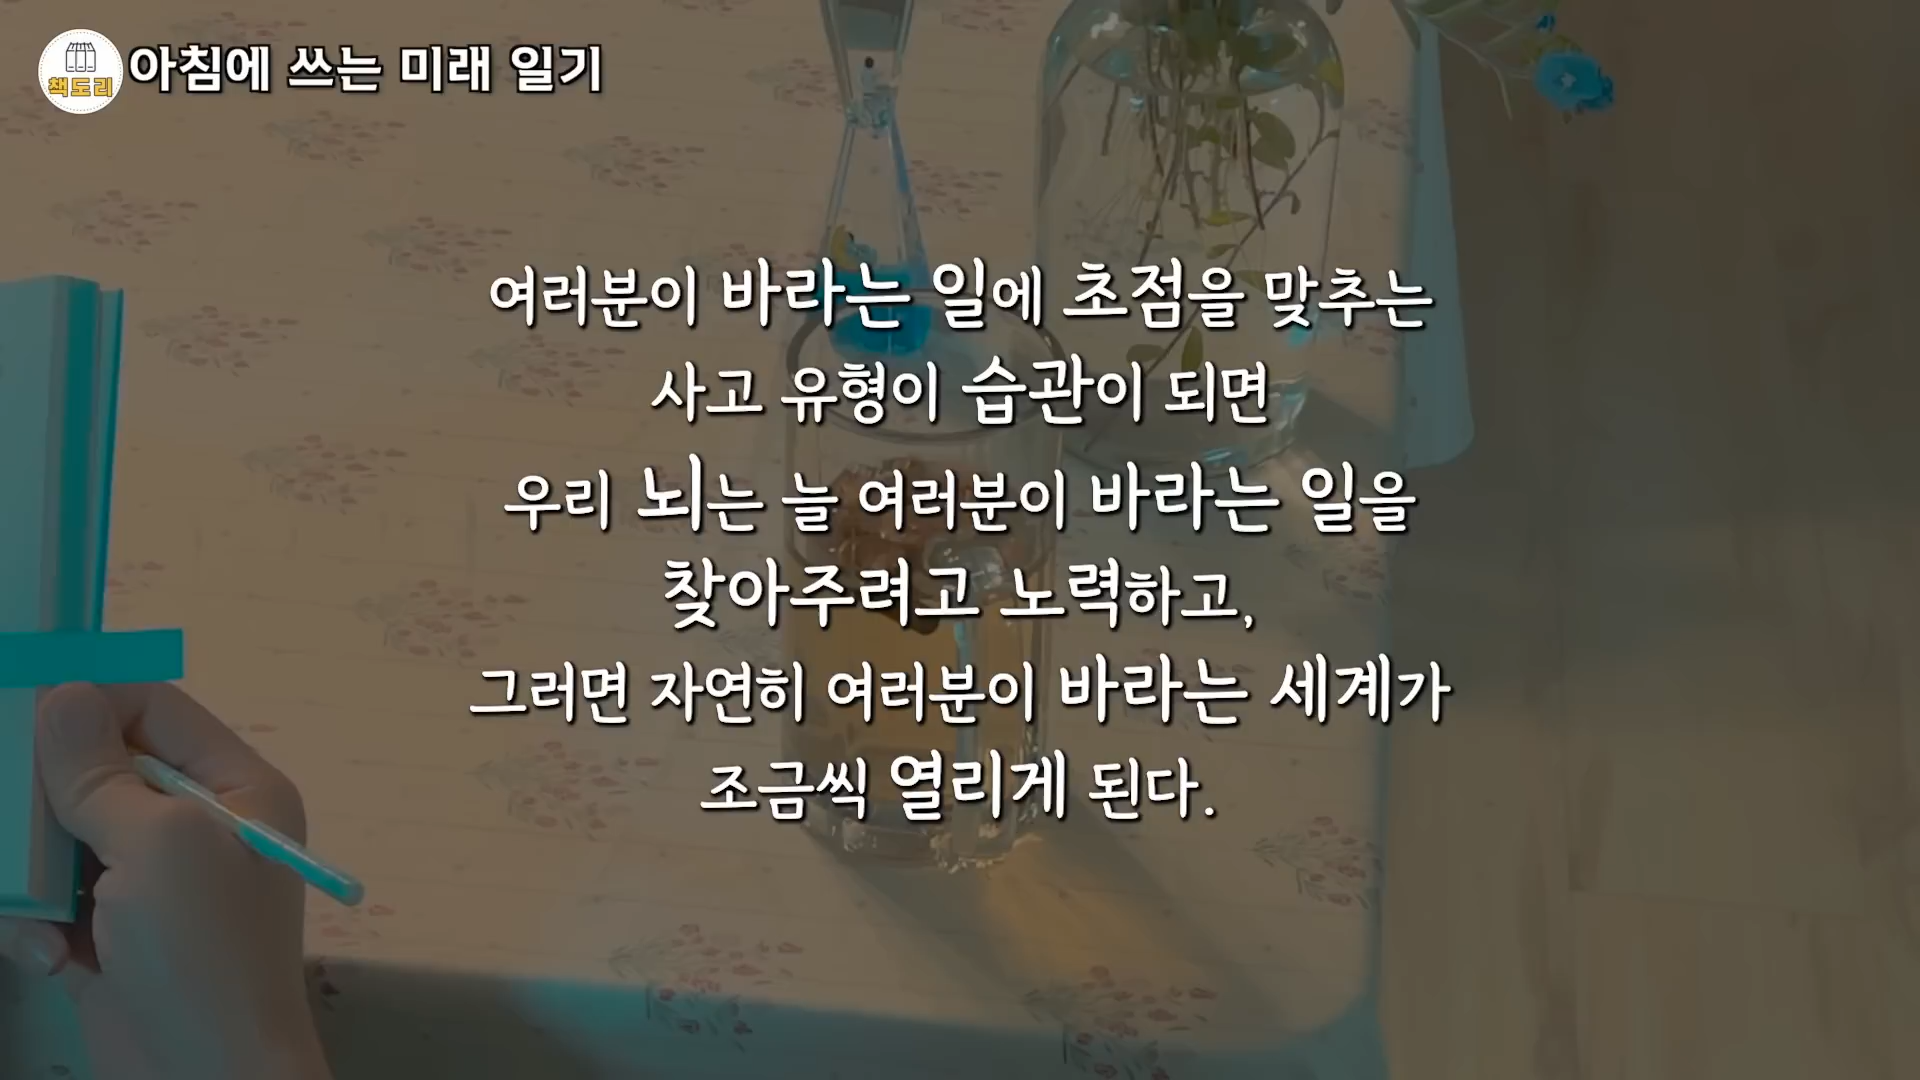 책도리
아침에 쓰는 미래 일기
여러분이 바라는 일에 초점을 맞추는
사고 유형이 습관이 되면
우리 뇌는 늘 여러분이 바라는 일을
찾아주려고 노력하고,
그러면 자연히 여러분이 바라는 세계가
조금씩 열리게 된다.